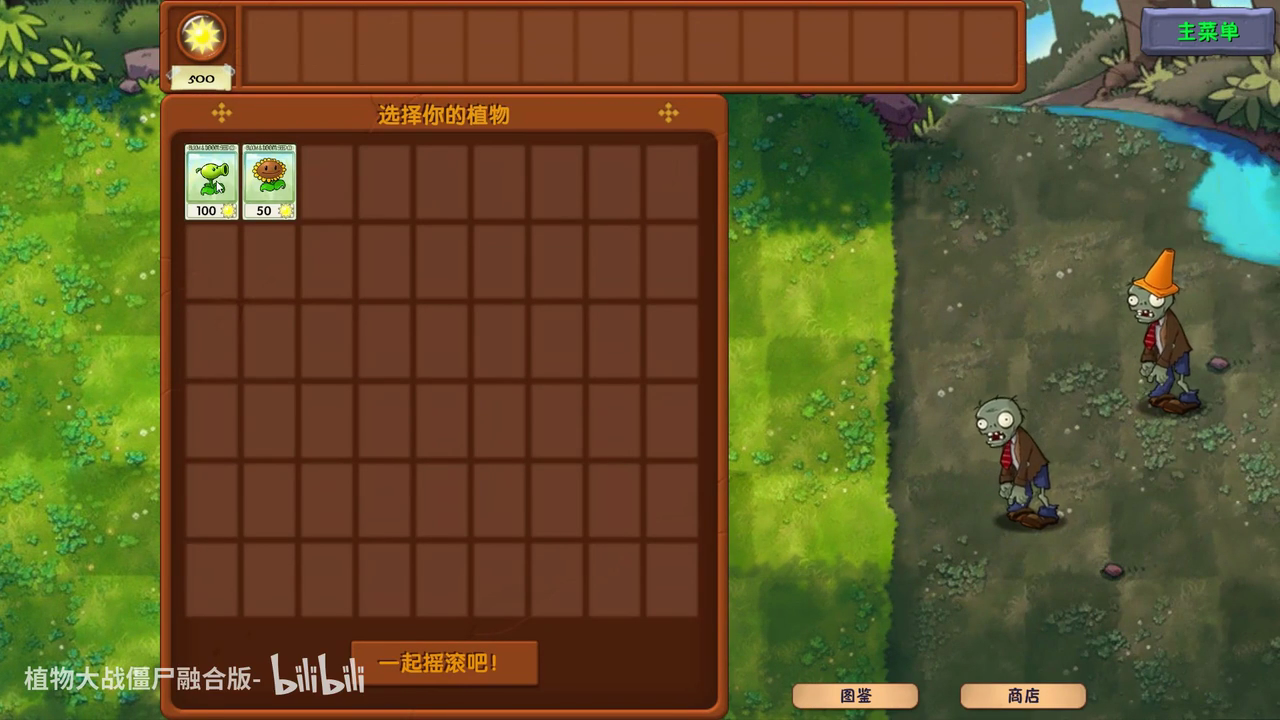 主菜单
500
选择你的植物
100
50
一起摇滚吧！
植物大战僵尸融合版-
bilibili
图鉴
商店